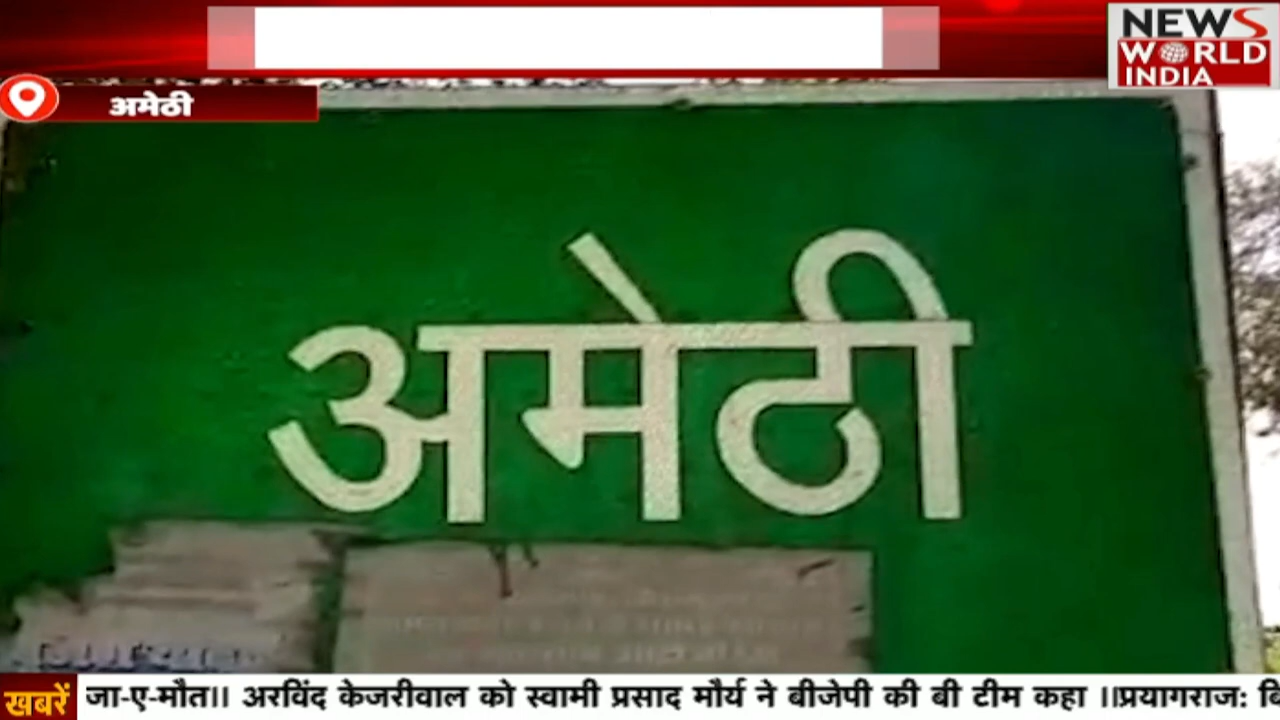 NEWS
WORLD
INDIA
अमेठी
अमेठी
खबरें जा-ए-मौत।। अरविंद केजरीवाल को स्वामी प्रसाद मौर्य ने बीजेपी की बी टीम कहा ।।प्रयागराज: